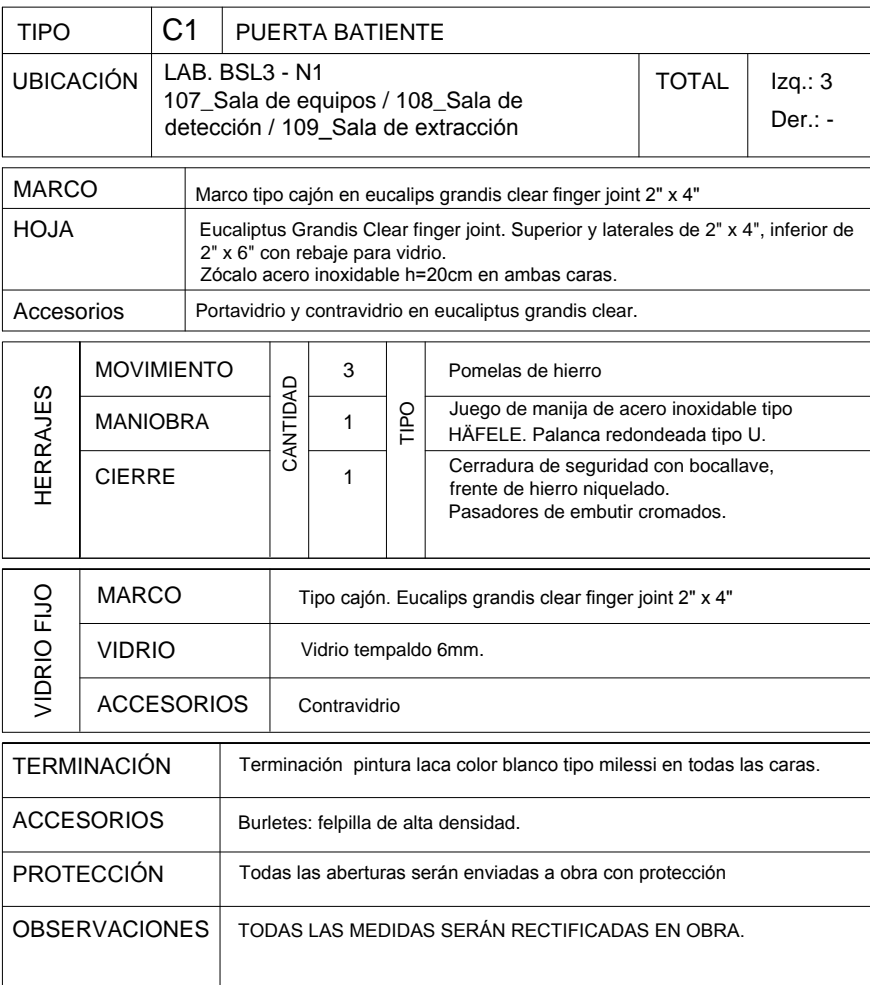 TIPO C1 PUERTA BATIENTE
UBICACIÓN LAB. BSL3 - N1
107_Sala de equipos / 108_Sala de
detección / 109_Sala de extracción
TOTAL Izq.: 3
Der.: -
MARCO Marco tipo cajón en eucalips grandis clear finger joint 2" x 4"
HOJA Eucaliptus Grandis Clear finger joint. Superior y laterales de 2" x 4", inferior de
2" x 6" con rebaje para vidrio.
Zócalo acero inoxidable h=20cm en ambas caras.
Accesorios Portavidrio y contravidrio en eucaliptus grandis clear.
HERRAJES
CANTIDAD
TIPO
MOVIMIENTO 3 Pomelas de hierro
MANIOBRA 1 Juego de manija de acero inoxidable tipo
HÄFELE. Palanca redondeada tipo U.
CIERRE 1 Cerradura de seguridad con bocallave,
frente de hierro niquelado.
Pasadores de embutir cromados.
VIDRIO FIJO
MARCO Tipo cajón. Eucalips grandis clear finger joint 2" x 4"
VIDRIO Vidrio tempaldo 6mm.
ACCESORIOS Contravidrio
TERMINACIÓN Terminación pintura laca color blanco tipo milessi en todas las caras.
ACCESORIOS Burletes: felpilla de alta densidad.
PROTECCIÓN Todas las aberturas serán enviadas a obra con protección
OBSERVACIONES TODAS LAS MEDIDAS SERÁN RECTIFICADAS EN OBRA.